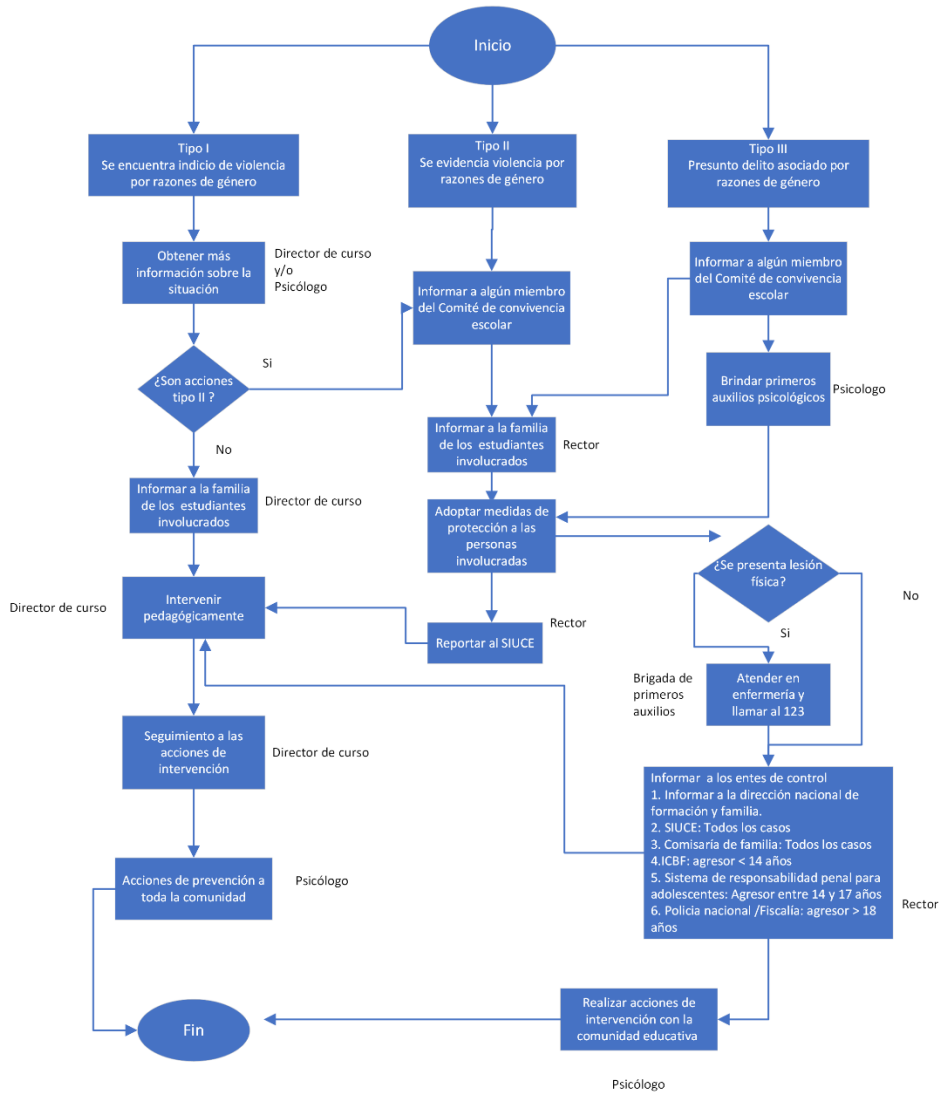 Inicio
Tipo I
Se encuentra indicio de violencia
por razones de género
Tipo II
Se evidencia violencia por
razones de género
Tipo III
Presunto delito asociado por
razones de género
Obtener más
información sobre la
situación
Director de curso
y/o
Psicólogo
Informar a algún miembro
del Comité de convivencia
escolar
Informar a algún miembro
del Comité de convivencia
escolar
Si
¿Son acciones
tipo II ?
Brindar primeros
auxilios psicológicos
Psicologo
No
Informar a la familia
de los estudiantes
involucrados
Rector
Informar a la familia
de los estudiantes
involucrados
Director de curso
Adoptar medidas de
protección a las
personas
involucradas
¿Se presenta lesión
física?
No
Director de curso
Intervenir
pedagógicamente
Rector
Reportar al SIUCE
Si
Brigada de
primeros
auxilios
Atender en
enfermería y
llamar al 123
Seguimiento a las
acciones de
intervención
Director de curso
Informar a los entes de control
1. Informar a la dirección nacional de
formación y familia.
2. SIUCE: Todos los casos
3. Comisaría de familia: Todos los casos
4.ICBF: agresor < 14 años
5. Sistema de responsabilidad penal para
adolescentes: Agresor entre 14 y 17 años
6. Policia nacional /Fiscalía: agresor > 18
años
Rector
Acciones de prevención a
toda la comunidad
Psicólogo
Realizar acciones de
intervención con la
comunidad educativa
Fin
Psicólogo